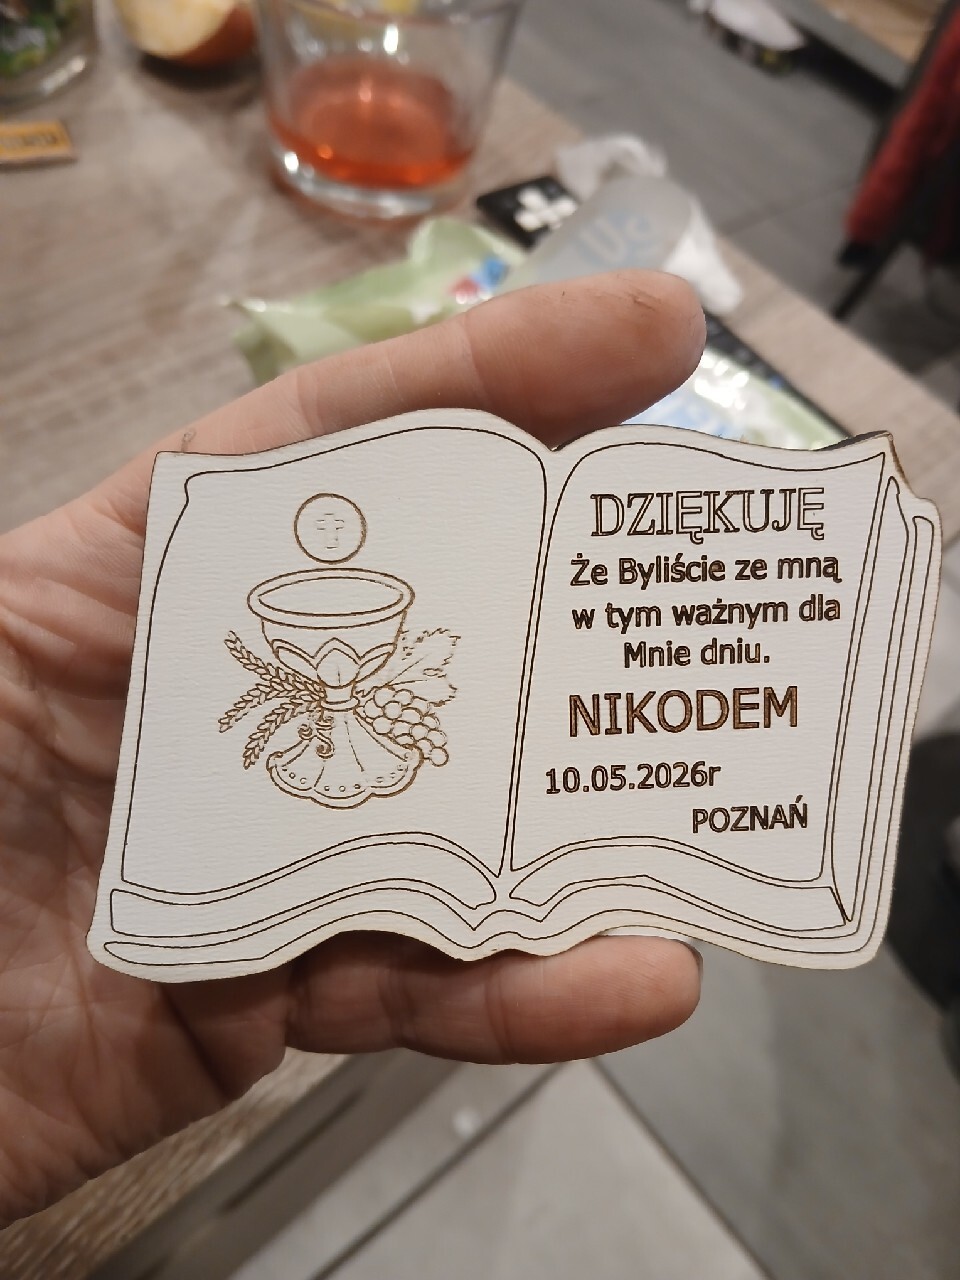 DZIĘKUJĘ
Że Byliście ze mną
w tym ważnym dla
Mnie dniu.
NIKODEM
10.05.2026r
POZNAŃ